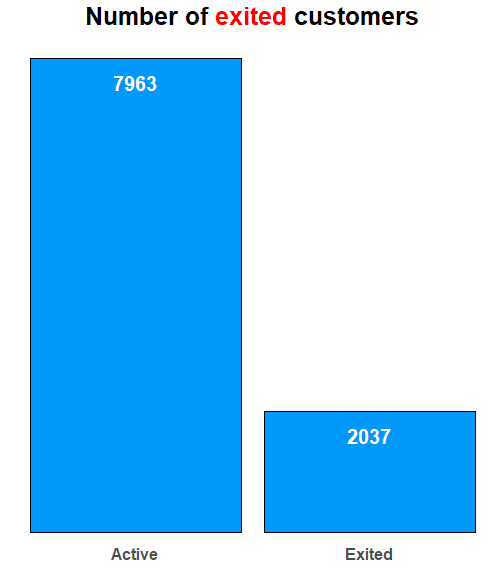 Number of exited customers
7963
2037
Active
Exited